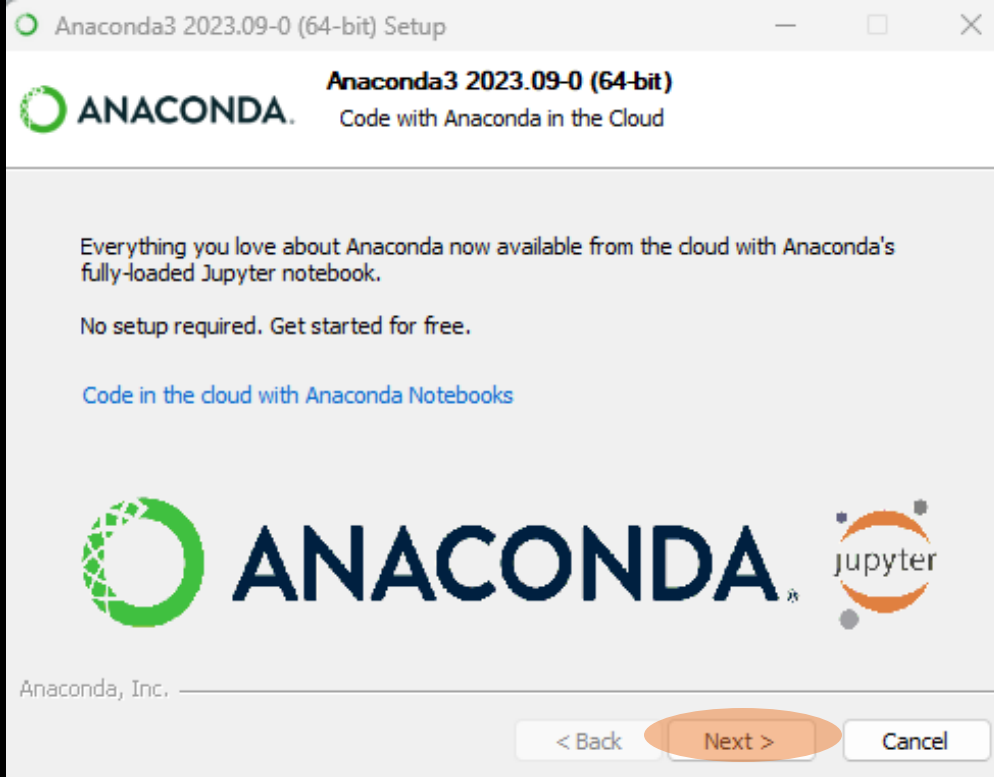 Anaconda3 2023.09-0 (64-bit) Setup
Anaconda3 2023.09-0 (64-bit)
ANACONDA.
Code with Anaconda in the Cloud
Everything you love about Anaconda now available from the cloud with Anaconda's
fully-loaded Jupyter notebook.
No setup required. Get started for free.
Code in the cloud with Anaconda Notebooks
ANACONDA.®
jupyter
Anaconda, Inc.
< Back Next > Cancel